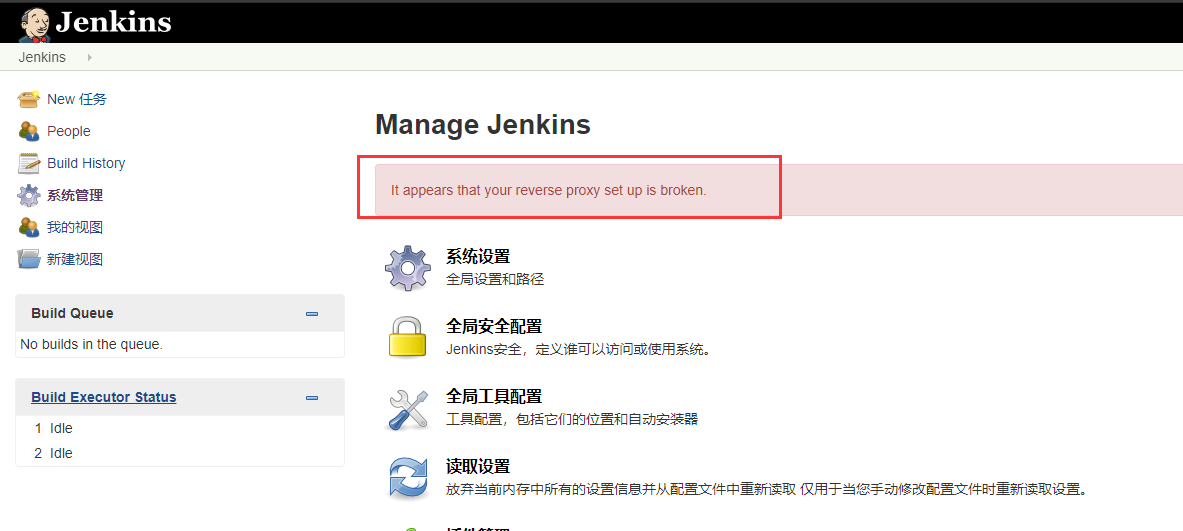 Jenkins
Jenkins
New 任务
People
Build History
系统管理
我的视图
新建视图
Build Queue
No builds in the queue.
Build Executor Status
1 Idle
2 Idle
Manage Jenkins
It appears that your reverse proxy set up is broken.
系统设置
全局设置和路径
全局安全配置
Jenkins安全，定义谁可以访问或使用系统。
全局工具配置
工具配置，包括它们的位置和自动安装器
读取设置
放弃当前内存中所有的设置信息并从配置文件中重新读取 仅用于当您手动修改配置文件时重新读取设置。